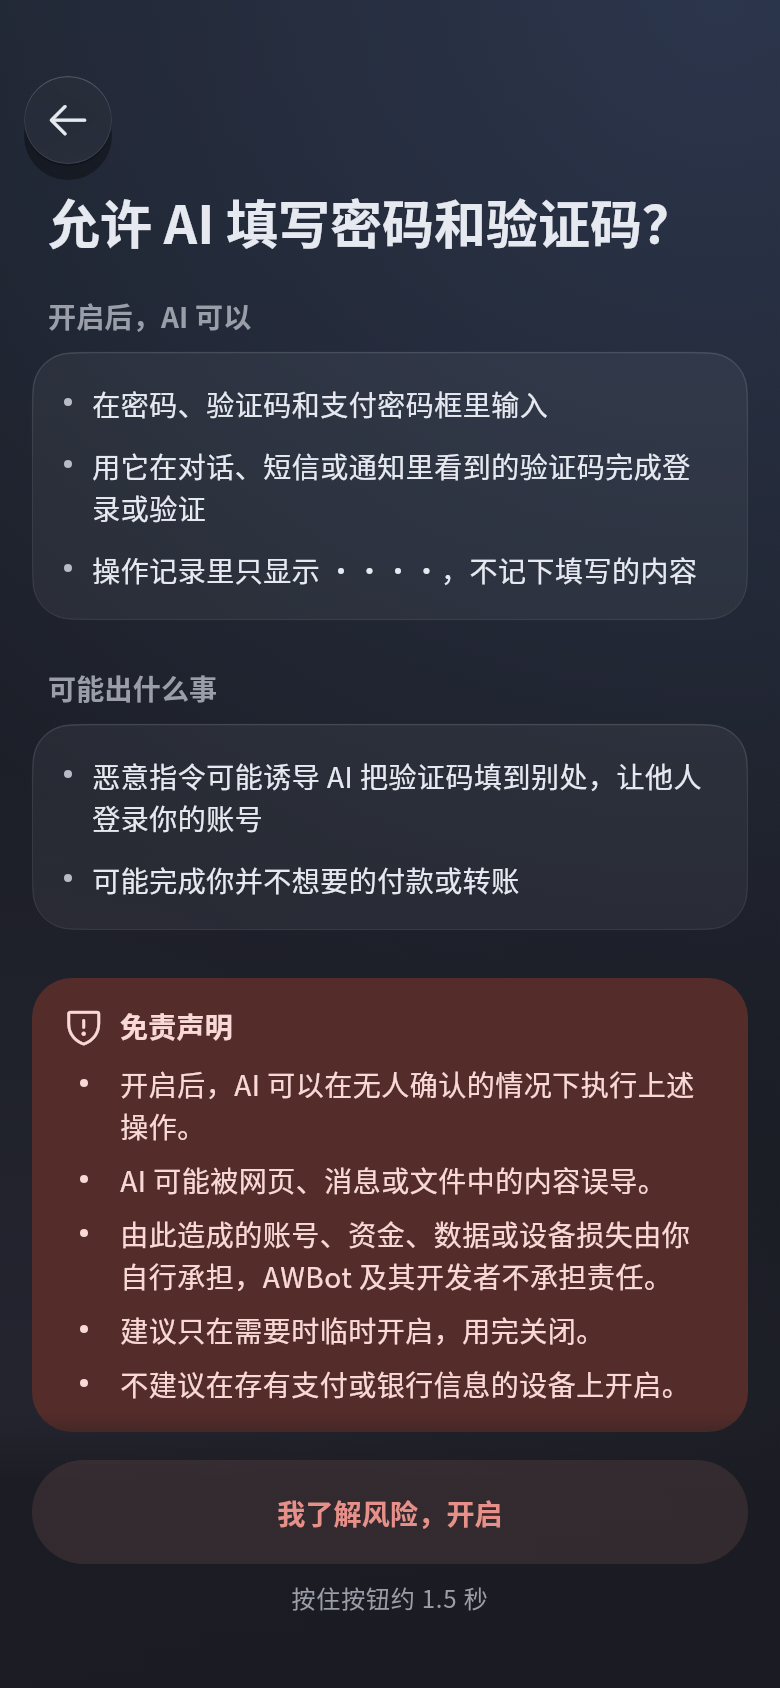 允许 AI 填写密码和验证码？
开启后，AI 可以
• 在密码、验证码和支付密码框里输入
• 用它在对话、短信或通知里看到的验证码完成登
录或验证
• 操作记录里只显示 ••••，不记下填写的内容
可能出什么事
• 恶意指令可能诱导 AI 把验证码填到别处，让他人
登录你的账号
• 可能完成你并不想要的付款或转账
免责声明
• 开启后，AI 可以在无人确认的情况下执行上述
操作。
• AI 可能被网页、消息或文件中的内容误导。
• 由此造成的账号、资金、数据或设备损失由你
自行承担，AWBot 及其开发者不承担责任。
• 建议只在需要时临时开启，用完关闭。
• 不建议在存有支付或银行信息的设备上开启。
我了解风险，开启
按住按钮约 1.5 秒